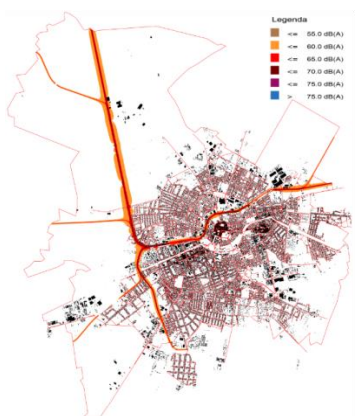 Legenda
<= 55.0 dB(A)
<= 60.0 dB(A)
<= 65.0 dB(A)
<= 70.0 dB(A)
<= 75.0 dB(A)
> 75.0 dB(A)